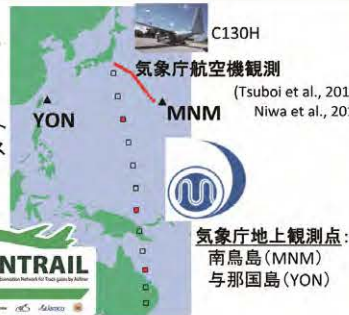 C130H
気象庁航空機観測
(Tsuboi et al., 201
Niwa et al., 201
YON
MNM
NTRAIL
気象庁地上観測点:
南鳥島(MNM)
与那国島(YON)